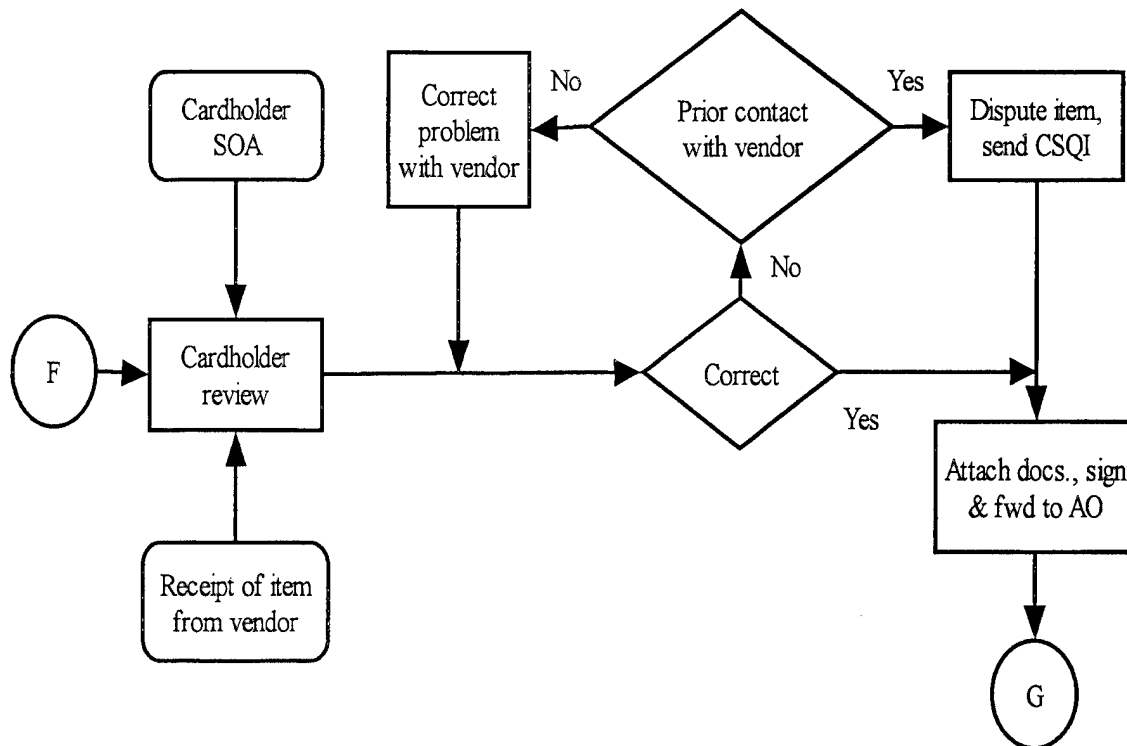 Cardholder
SOA
Correct
problem
with vendor
No
Prior contact
with vendor
Yes
Dispute item,
send CSQI
No
F
Cardholder
review
Correct
Yes
Attach docs., sign
& fwd to AO
Receipt of item
from vendor
G